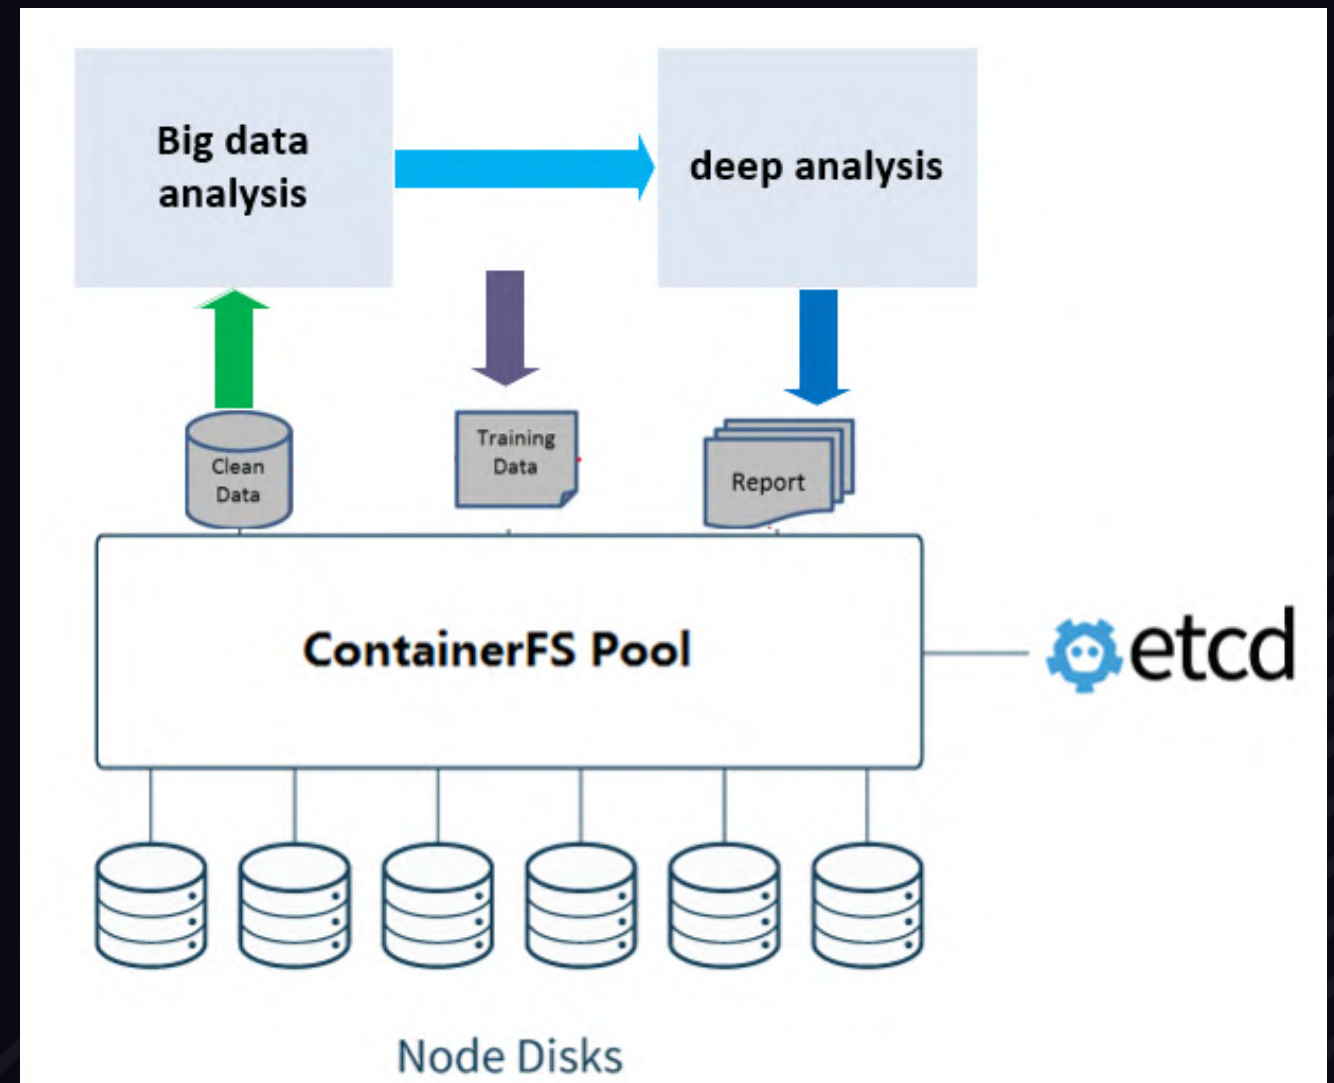 Big data
analysis
deep analysis
Clean
Data
Training
Data
Report
ContainerFS Pool
etcd
Node Disks